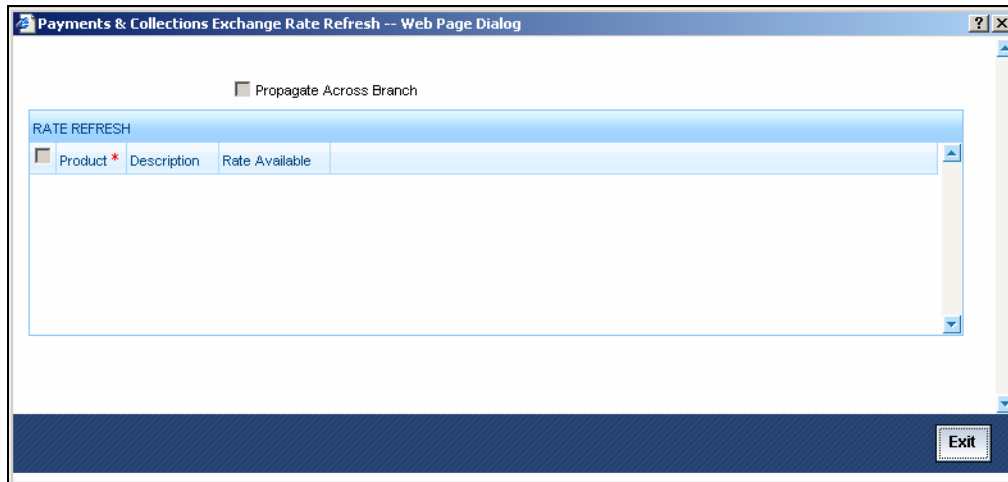 Payments & Collections Exchange Rate Refresh -- Web Page Dialog
Propagate Across Branch
RATE REFRESH
Product * Description Rate Available
Exit